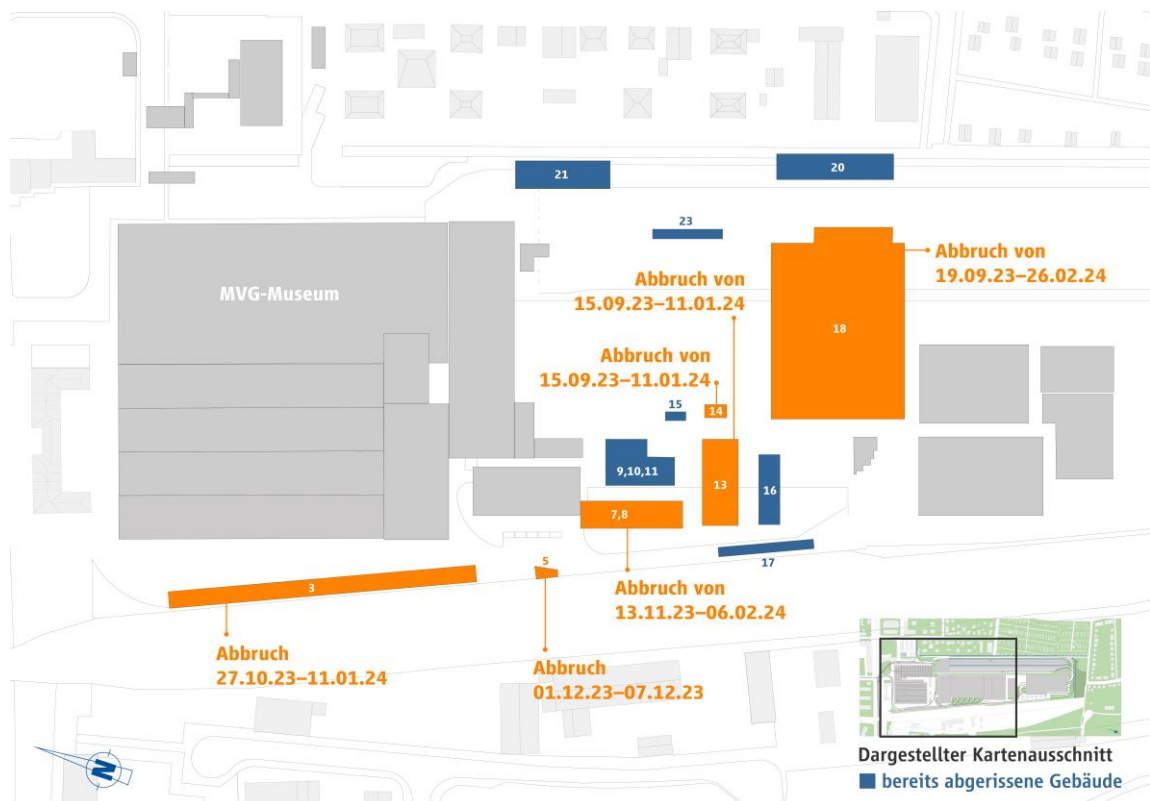 21
20
23
Abbruch von
19.09.23–26.02.24
Abbruch von
15.09.23–11.01.24
MVG-Museum
18
Abbruch von
15.09.23–11.01.24
15
14
9,10,11
13
16
7,8
17
5
3
Abbruch von
13.11.23–06.02.24
Abbruch
27.10.23–11.01.24
Abbruch
01.12.23–07.12.23
N
Dargestellter Kartenausschnitt
bereits abgerissene Gebäude